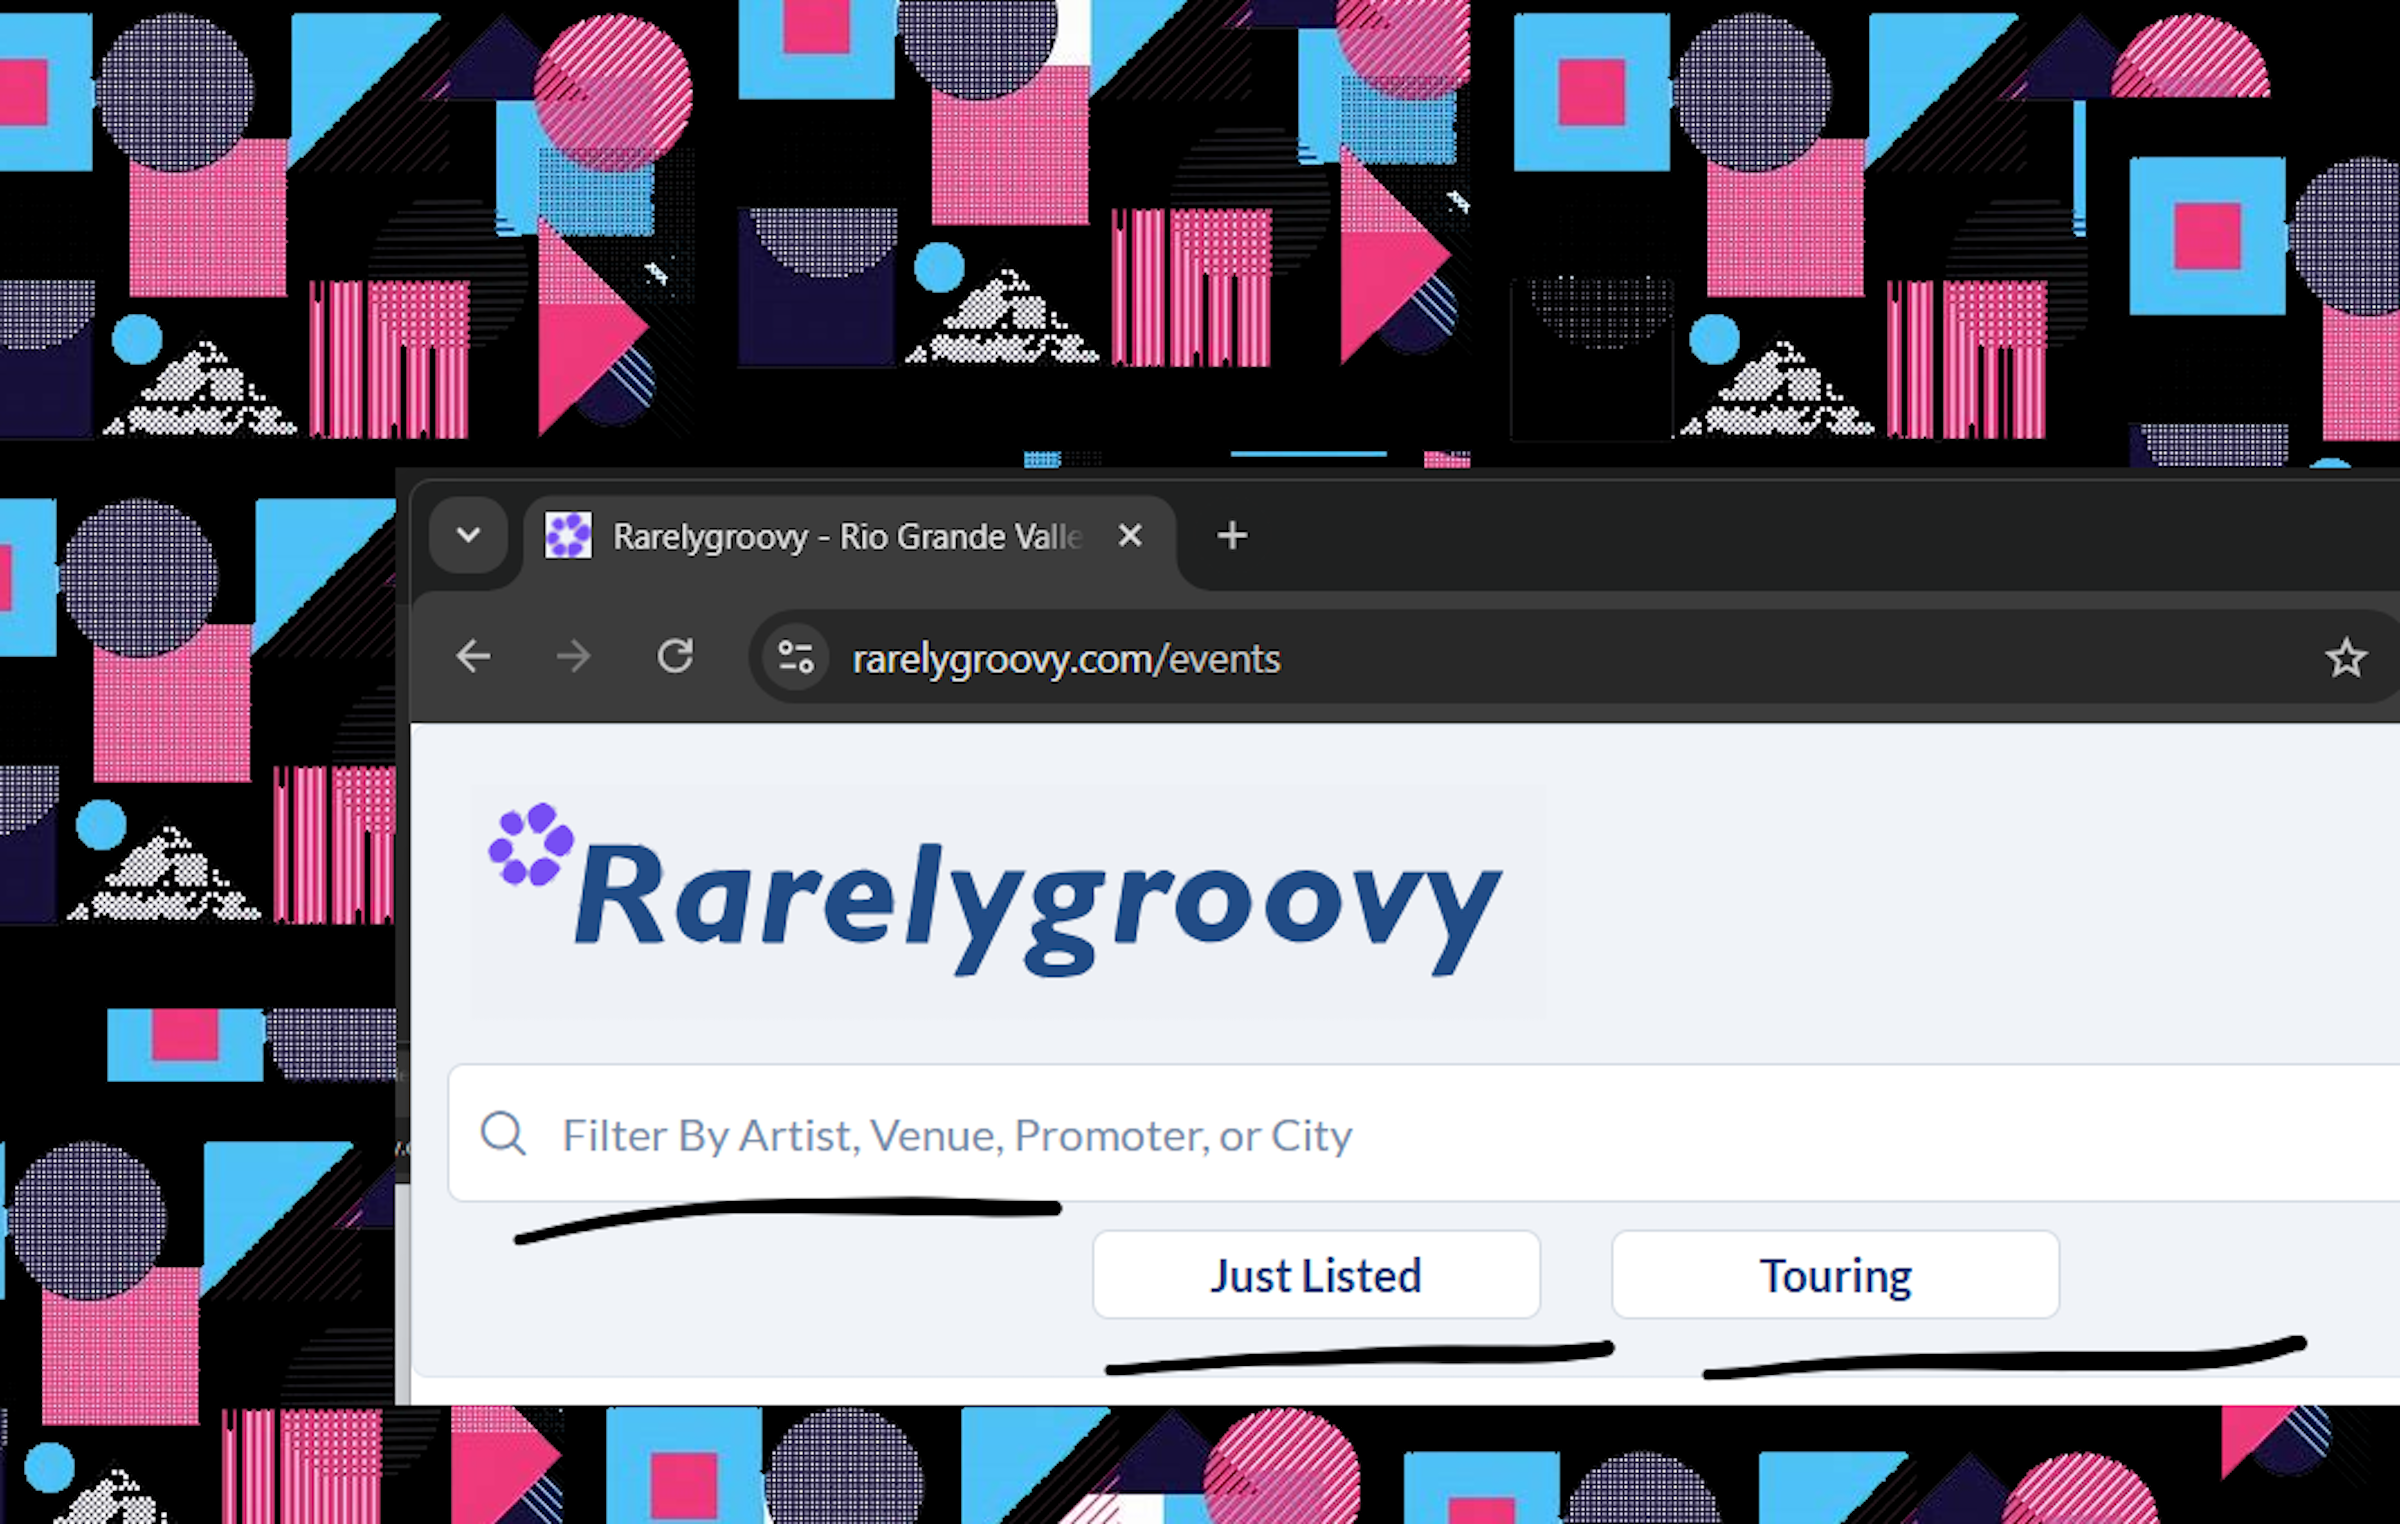 Rarelygroovy - Rio Grande Valle
rarelygroovy.com/events
Rarelygroovy
Filter By Artist, Venue, Promoter, or City
Just Listed
Touring